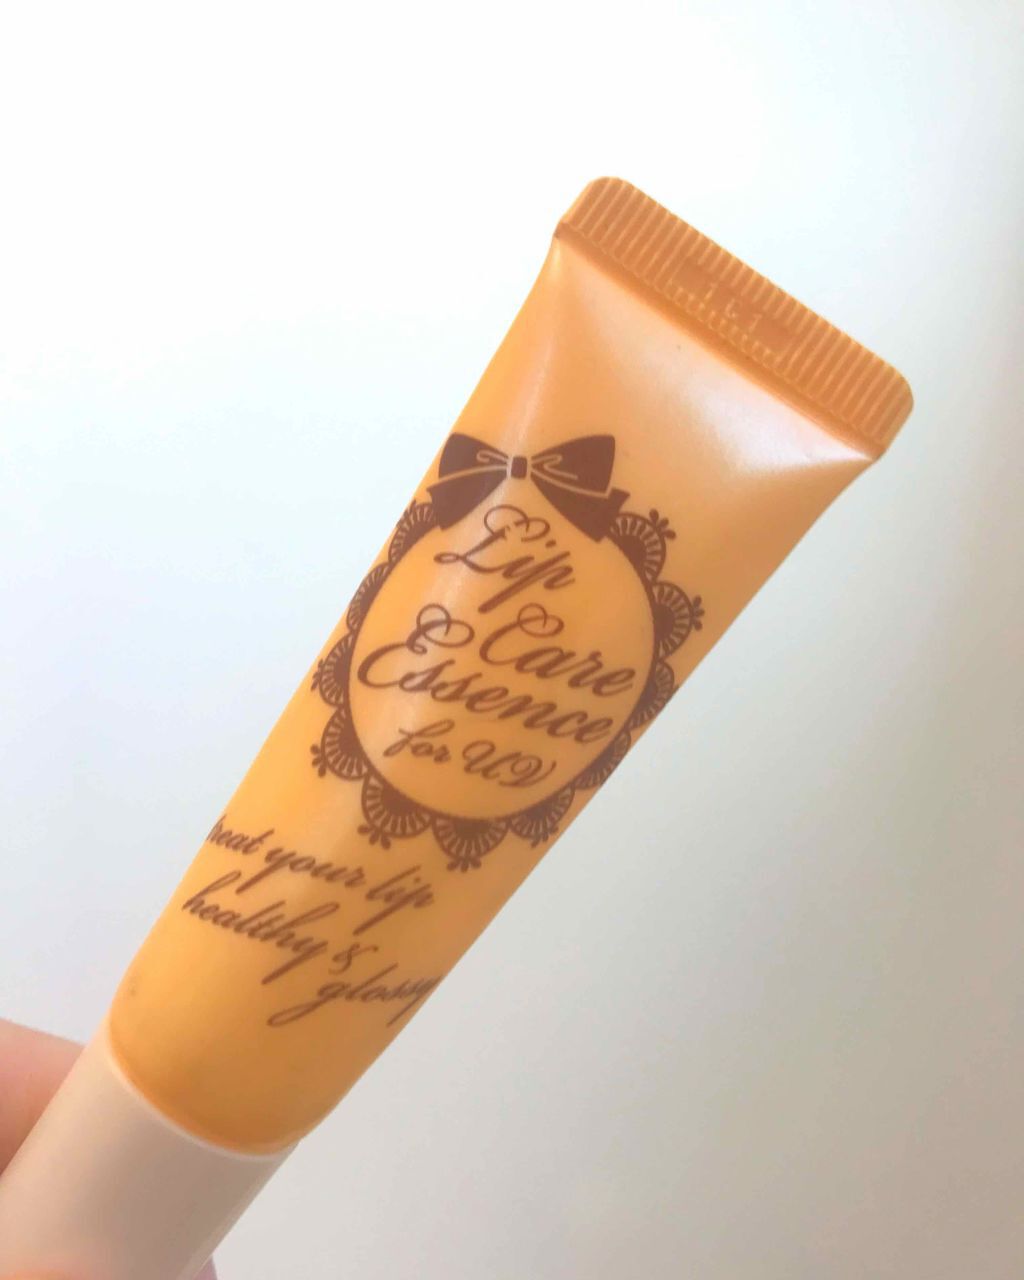 Lip
Care
Essence
for UV
treat your lip
healthy &
glossy